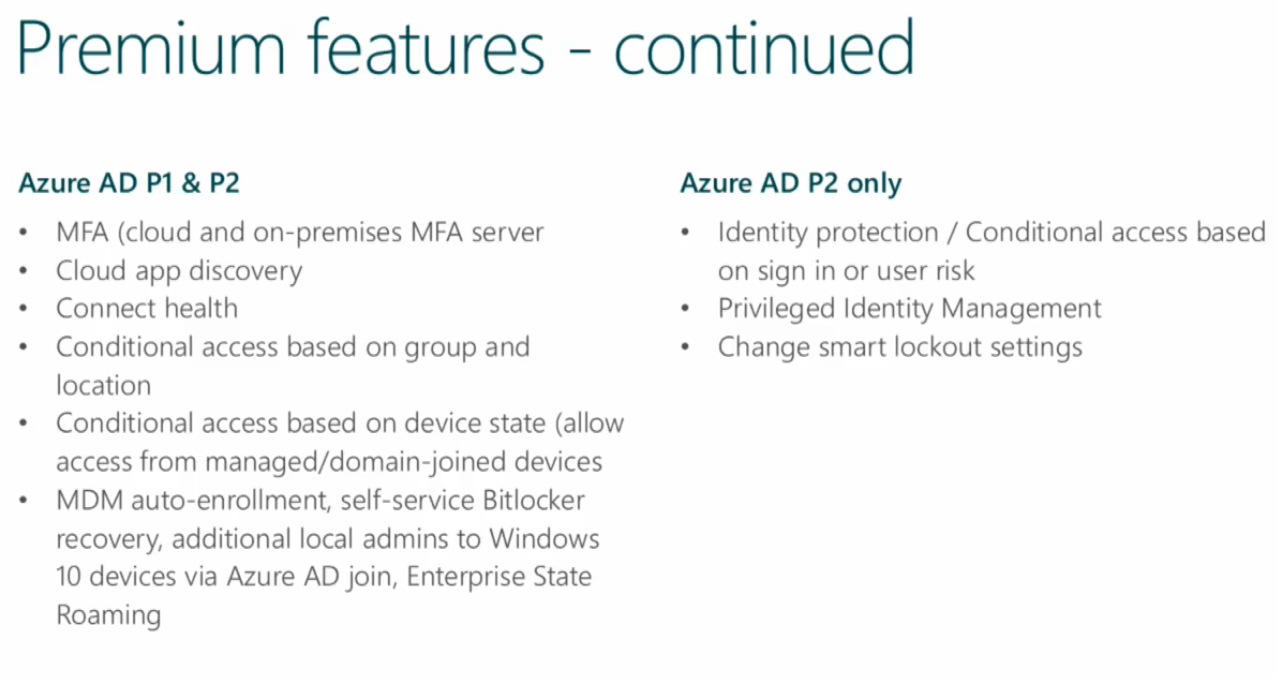 Premium features - continued
Azure AD P1 & P2
• MFA (cloud and on-premises MFA server
• Cloud app discovery
• Connect health
• Conditional access based on group and
location
• Conditional access based on device state (allow
access from managed/domain-joined devices
• MDM auto-enrollment, self-service Bitlocker
recovery, additional local admins to Windows
10 devices via Azure AD join, Enterprise State
Roaming
Azure AD P2 only
• Identity protection / Conditional access based
on sign in or user risk
• Privileged Identity Management
• Change smart lockout settings